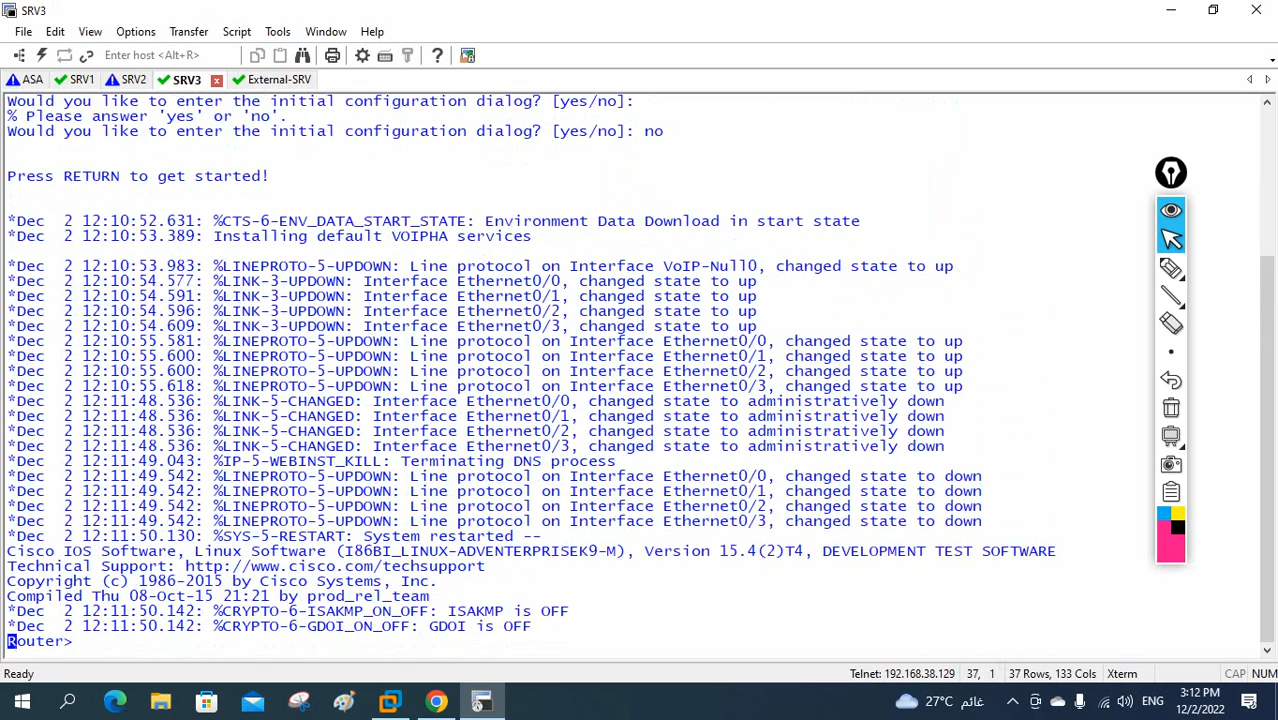 SRV3
File Edit View Options Transfer Script Tools Window Help
Enter host <Alt+R>
ASA SRV1 SRV2 SRV3 External-SRV
Would you like to enter the initial configuration dialog? [yes/no]:
% Please answer 'yes' or 'no'.
Would you like to enter the initial configuration dialog? [yes/no]: no
Press RETURN to get started!
*Dec  2 12:10:52.631: %CTS-6-ENV_DATA_START_STATE: Environment Data Download in start state
*Dec  2 12:10:53.389: Installing default VOIPHA services
*Dec  2 12:10:53.983: %LINEPROTO-5-UPDOWN: Line protocol on Interface VoIP-Null0, changed state to up
*Dec  2 12:10:54.577: %LINK-3-UPDOWN: Interface Ethernet0/0, changed state to up
*Dec  2 12:10:54.591: %LINK-3-UPDOWN: Interface Ethernet0/1, changed state to up
*Dec  2 12:10:54.596: %LINK-3-UPDOWN: Interface Ethernet0/2, changed state to up
*Dec  2 12:10:54.609: %LINK-3-UPDOWN: Interface Ethernet0/3, changed state to up
*Dec  2 12:10:55.581: %LINEPROTO-5-UPDOWN: Line protocol on Interface Ethernet0/0, changed state to up
*Dec  2 12:10:55.600: %LINEPROTO-5-UPDOWN: Line protocol on Interface Ethernet0/1, changed state to up
*Dec  2 12:10:55.600: %LINEPROTO-5-UPDOWN: Line protocol on Interface Ethernet0/2, changed state to up
*Dec  2 12:10:55.618: %LINEPROTO-5-UPDOWN: Line protocol on Interface Ethernet0/3, changed state to up
*Dec  2 12:11:48.536: %LINK-5-CHANGED: Interface Ethernet0/0, changed state to administratively down
*Dec  2 12:11:48.536: %LINK-5-CHANGED: Interface Ethernet0/1, changed state to administratively down
*Dec  2 12:11:48.536: %LINK-5-CHANGED: Interface Ethernet0/2, changed state to administratively down
*Dec  2 12:11:48.536: %LINK-5-CHANGED: Interface Ethernet0/3, changed state to administratively down
*Dec  2 12:11:49.043: %IP-5-WEBINST_KILL: Terminating DNS process
*Dec  2 12:11:49.542: %LINEPROTO-5-UPDOWN: Line protocol on Interface Ethernet0/0, changed state to down
*Dec  2 12:11:49.542: %LINEPROTO-5-UPDOWN: Line protocol on Interface Ethernet0/1, changed state to down
*Dec  2 12:11:49.542: %LINEPROTO-5-UPDOWN: Line protocol on Interface Ethernet0/2, changed state to down
*Dec  2 12:11:49.542: %LINEPROTO-5-UPDOWN: Line protocol on Interface Ethernet0/3, changed state to down
*Dec  2 12:11:50.130: %SYS-5-RESTART: System restarted --
Cisco IOS Software, Linux Software (I86BI_LINUX-ADVENTERPRISEK9-M), Version 15.4(2)T4, DEVELOPMENT TEST SOFTWARE
Technical Support: http://www.cisco.com/techsupport
Copyright (c) 1986-2015 by Cisco Systems, Inc.
Compiled Thu 08-Oct-15 21:21 by prod_rel_team
*Dec  2 12:11:50.142: %CRYPTO-6-ISAKMP_ON_OFF: ISAKMP is OFF
*Dec  2 12:11:50.142: %CRYPTO-6-GDOI_ON_OFF: GDOI is OFF
Router>
Ready Telnet: 192.168.38.129 37, 1 37 Rows, 133 Cols Xterm CAP NUM
27°C غائم ENG 3:12 PM
12/2/2022